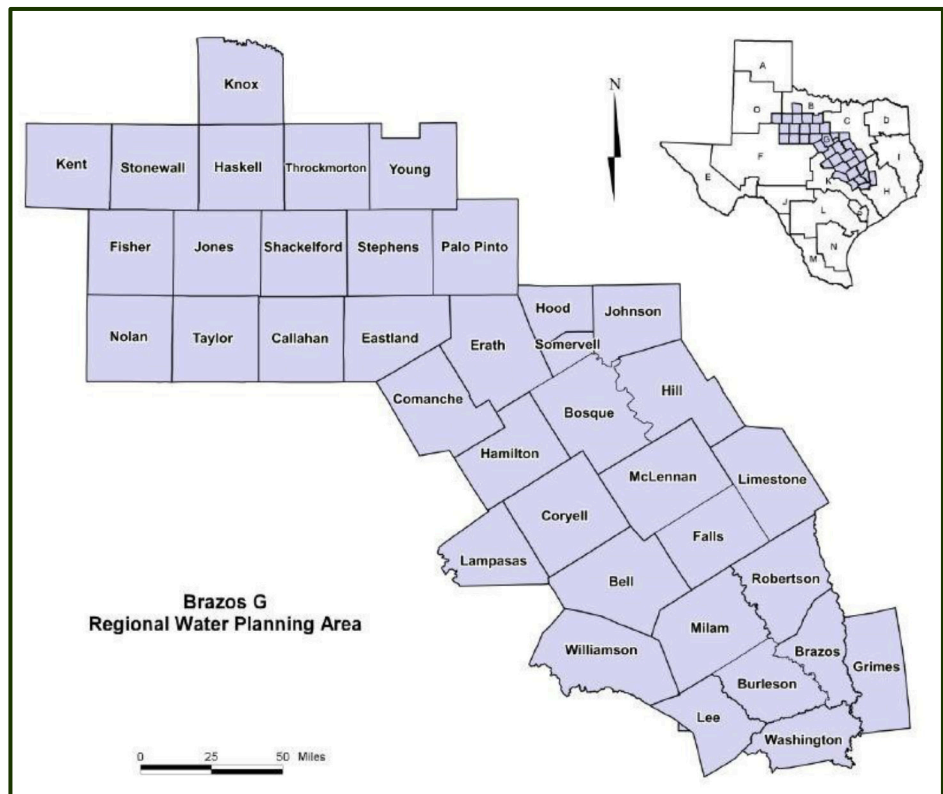 Knox
N
A
B
O
C
D
G
F
I
E
K
H
J
L
P
N
M
Kent
Stonewall
Haskell
Throckmorton
Young
Fisher
Jones
Shackelford
Stephens
Palo Pinto
Nolan
Taylor
Callahan
Eastland
Erath
Hood
Johnson
Somervell
Comanche
Bosque
Hill
Hamilton
McLennan
Limestone
Coryell
Falls
Lampasas
Bell
Robertson
Brazos G
Regional Water Planning Area
Milam
Williamson
Brazos
Grimes
Burleson
Lee
Washington
0 25 50 Miles